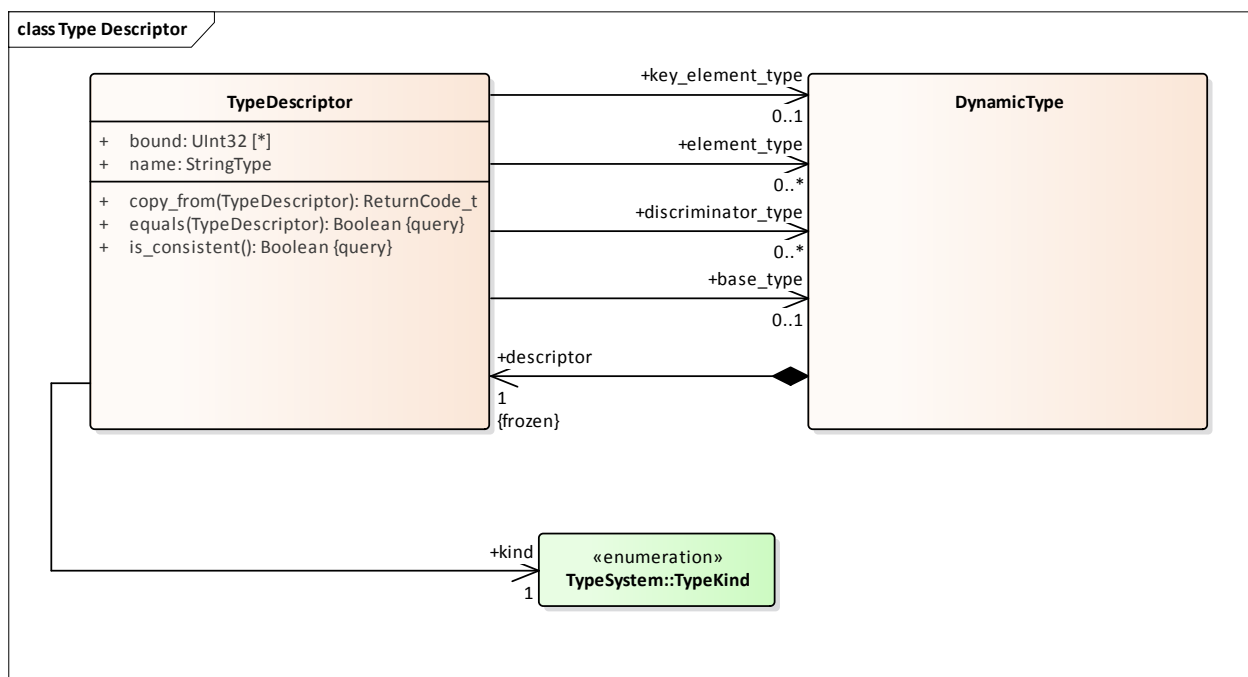 class Type Descriptor
TypeDescriptor
+ bound: UInt32 [*]
+ name: StringType
+ copy_from(TypeDescriptor): ReturnCode_t
+ equals(TypeDescriptor): Boolean {query}
+ is_consistent(): Boolean {query}
+key_element_type
0..1
+element_type
0..*
+discriminator_type
0..*
+base_type
0..1
+descriptor
1
{frozen}
DynamicType
+kind
1
«enumeration»
TypeSystem::TypeKind